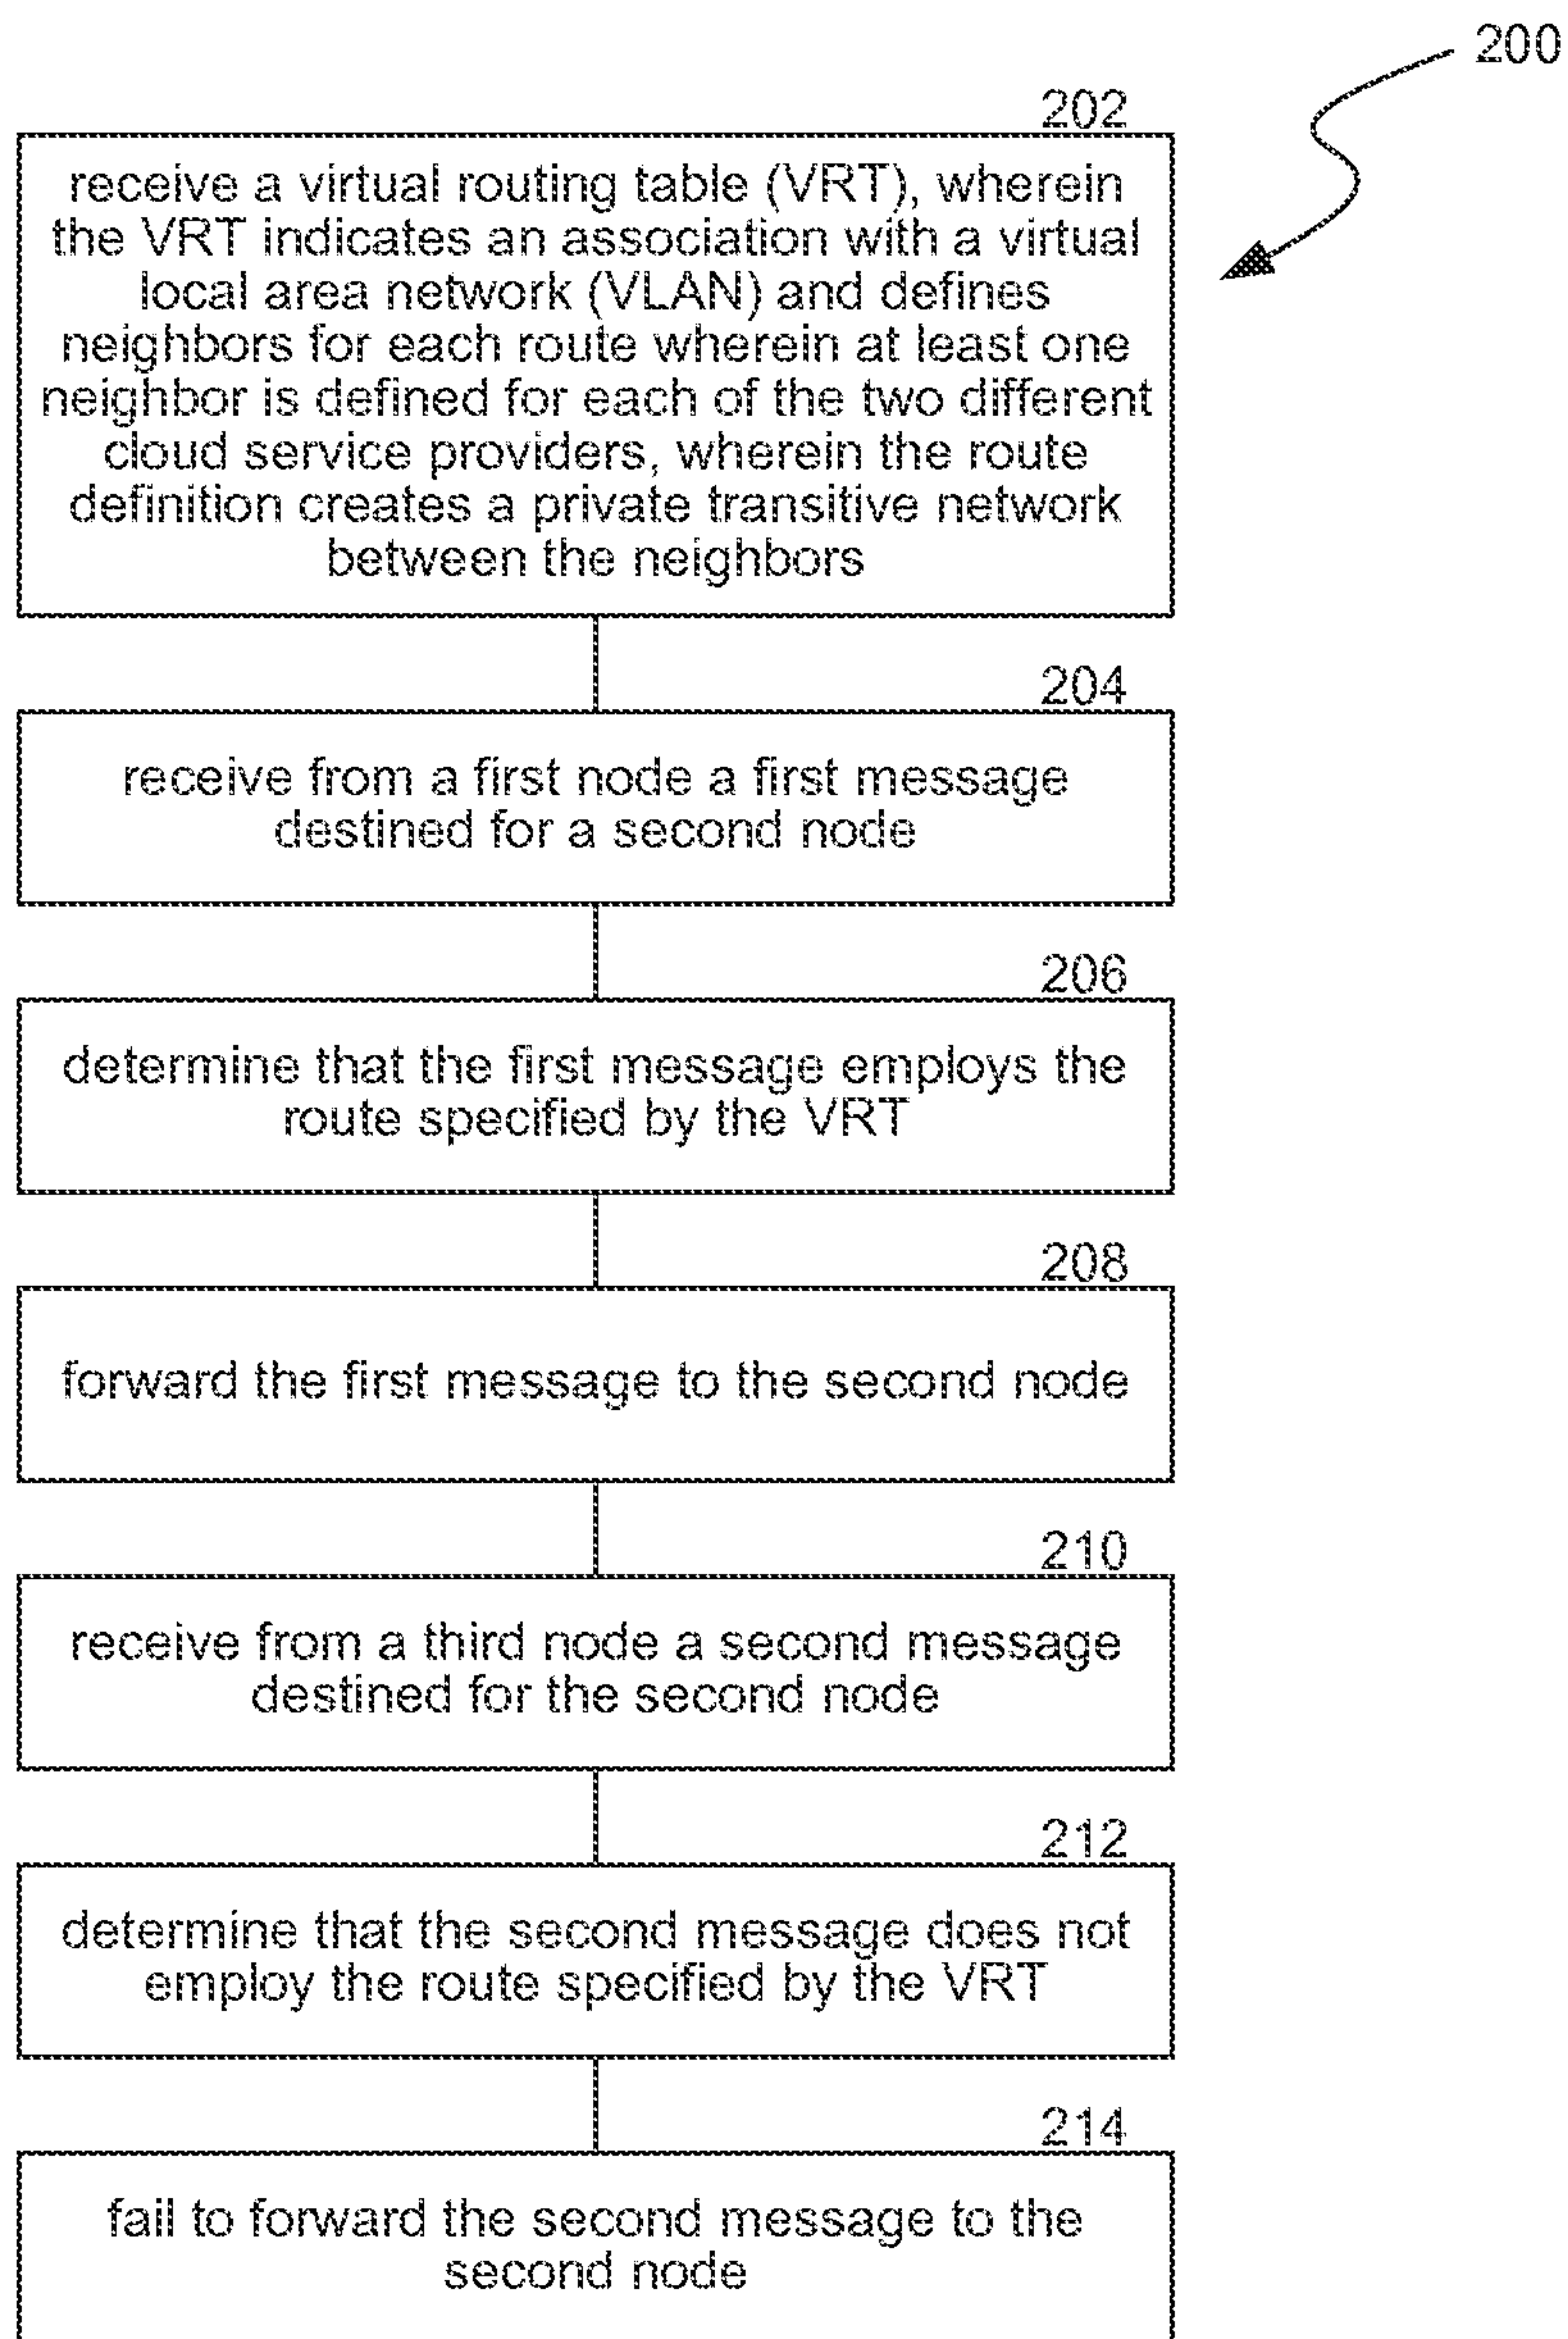 200
202
receive a virtual routing table (VRT), wherein
the VRT indicates an association with a virtual
local area network (VLAN) and defines
neighbors for each route wherein at least one
neighbor is defined for each of the two different
cloud service providers, wherein the route
definition creates a private transitive network
between the neighbors
204
receive from a first node a first message
destined for a second node
206
determine that the first message employs the
route specified by the VRT
208
forward the first message to the second node
210
receive from a third node a second message
destined for the second node
212
determine that the second message does not
employ the route specified by the VRT
214
fail to forward the second message to the
second node